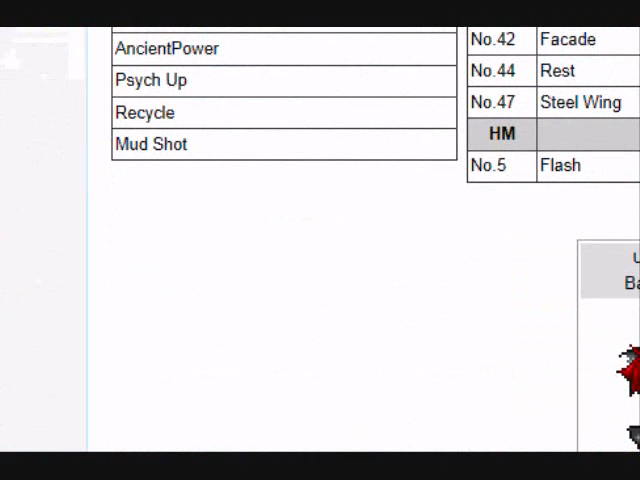 AncientPower
Psych Up
Recycle
Mud Shot
No.42 Facade
No.44 Rest
No.47 Steel Wing
HM
No.5 Flash